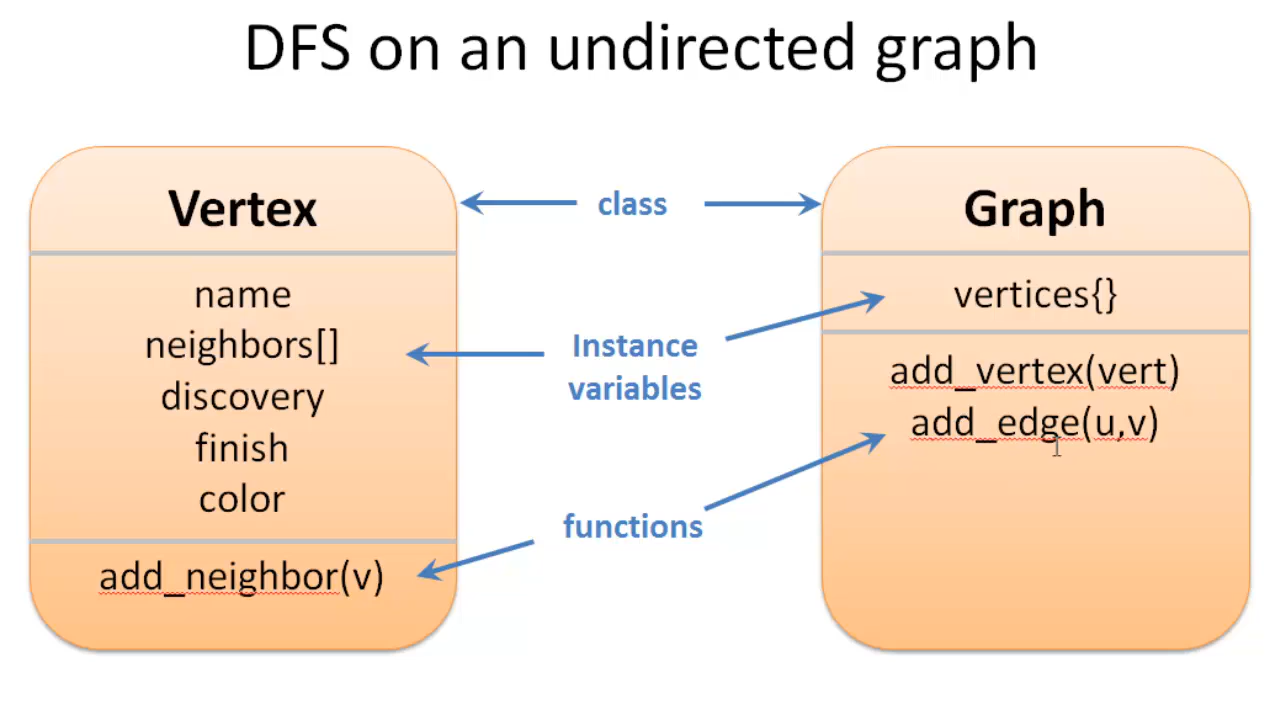 DFS on an undirected graph
Vertex
name
neighbors[]
discovery
finish
color
add_neighbor(v)
class
Instance
variables
functions
Graph
vertices{}
add_vertex(vert)
add_edge(u,v)